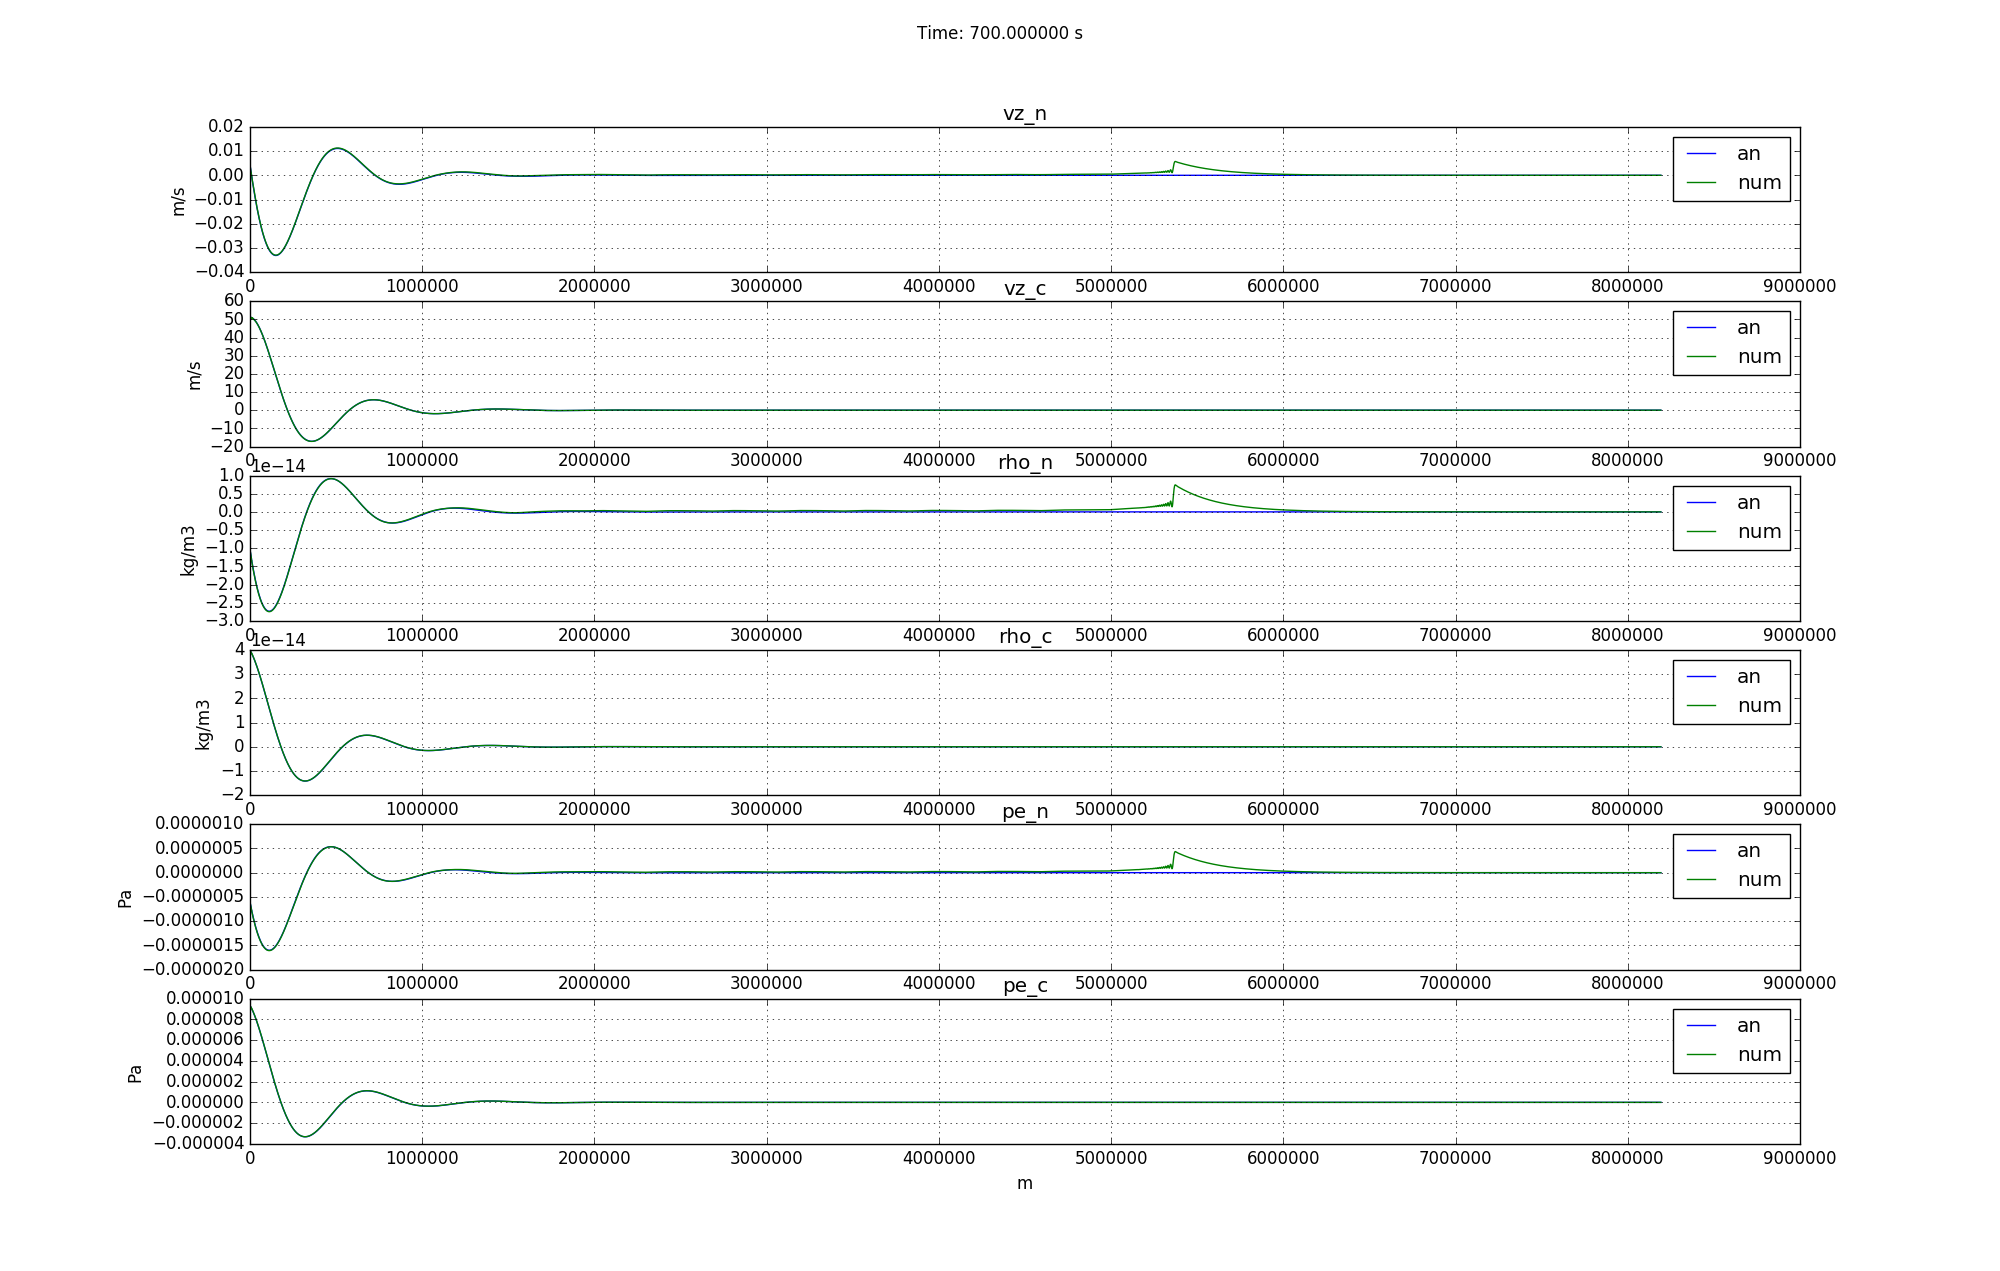 Time: 700.000000 s
vz_n
0.02
0.01
0.00
−0.01
−0.02
−0.03
−0.04
m/s
an
num
0 1000000 2000000 3000000 4000000 5000000 6000000 7000000 8000000 9000000
vz_c
60
50
40
30
20
10
0
−10
−20
m/s
an
num
0 1000000 2000000 3000000 4000000 5000000 6000000 7000000 8000000 9000000
1e−14
rho_n
1.0
0.5
0.0
−0.5
−1.0
−1.5
−2.0
−2.5
−3.0
kg/m3
an
num
0 1000000 2000000 3000000 4000000 5000000 6000000 7000000 8000000 9000000
1e−14
rho_c
4
3
2
1
0
−1
−2
kg/m3
an
num
0 1000000 2000000 3000000 4000000 5000000 6000000 7000000 8000000 9000000
pe_n
0.0000010
0.0000005
0.0000000
−0.0000005
−0.0000010
−0.0000015
−0.0000020
Pa
an
num
0 1000000 2000000 3000000 4000000 5000000 6000000 7000000 8000000 9000000
pe_c
0.000010
0.000008
0.000006
0.000004
0.000002
0.000000
−0.000002
−0.000004
Pa
an
num
0 1000000 2000000 3000000 4000000 5000000 6000000 7000000 8000000 9000000
m